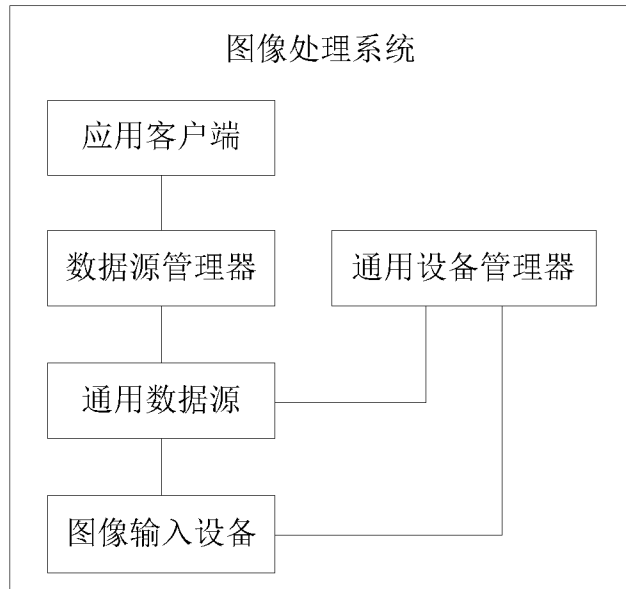 图像处理系统
应用客户端
数据源管理器
通用设备管理器
通用数据源
图像输入设备